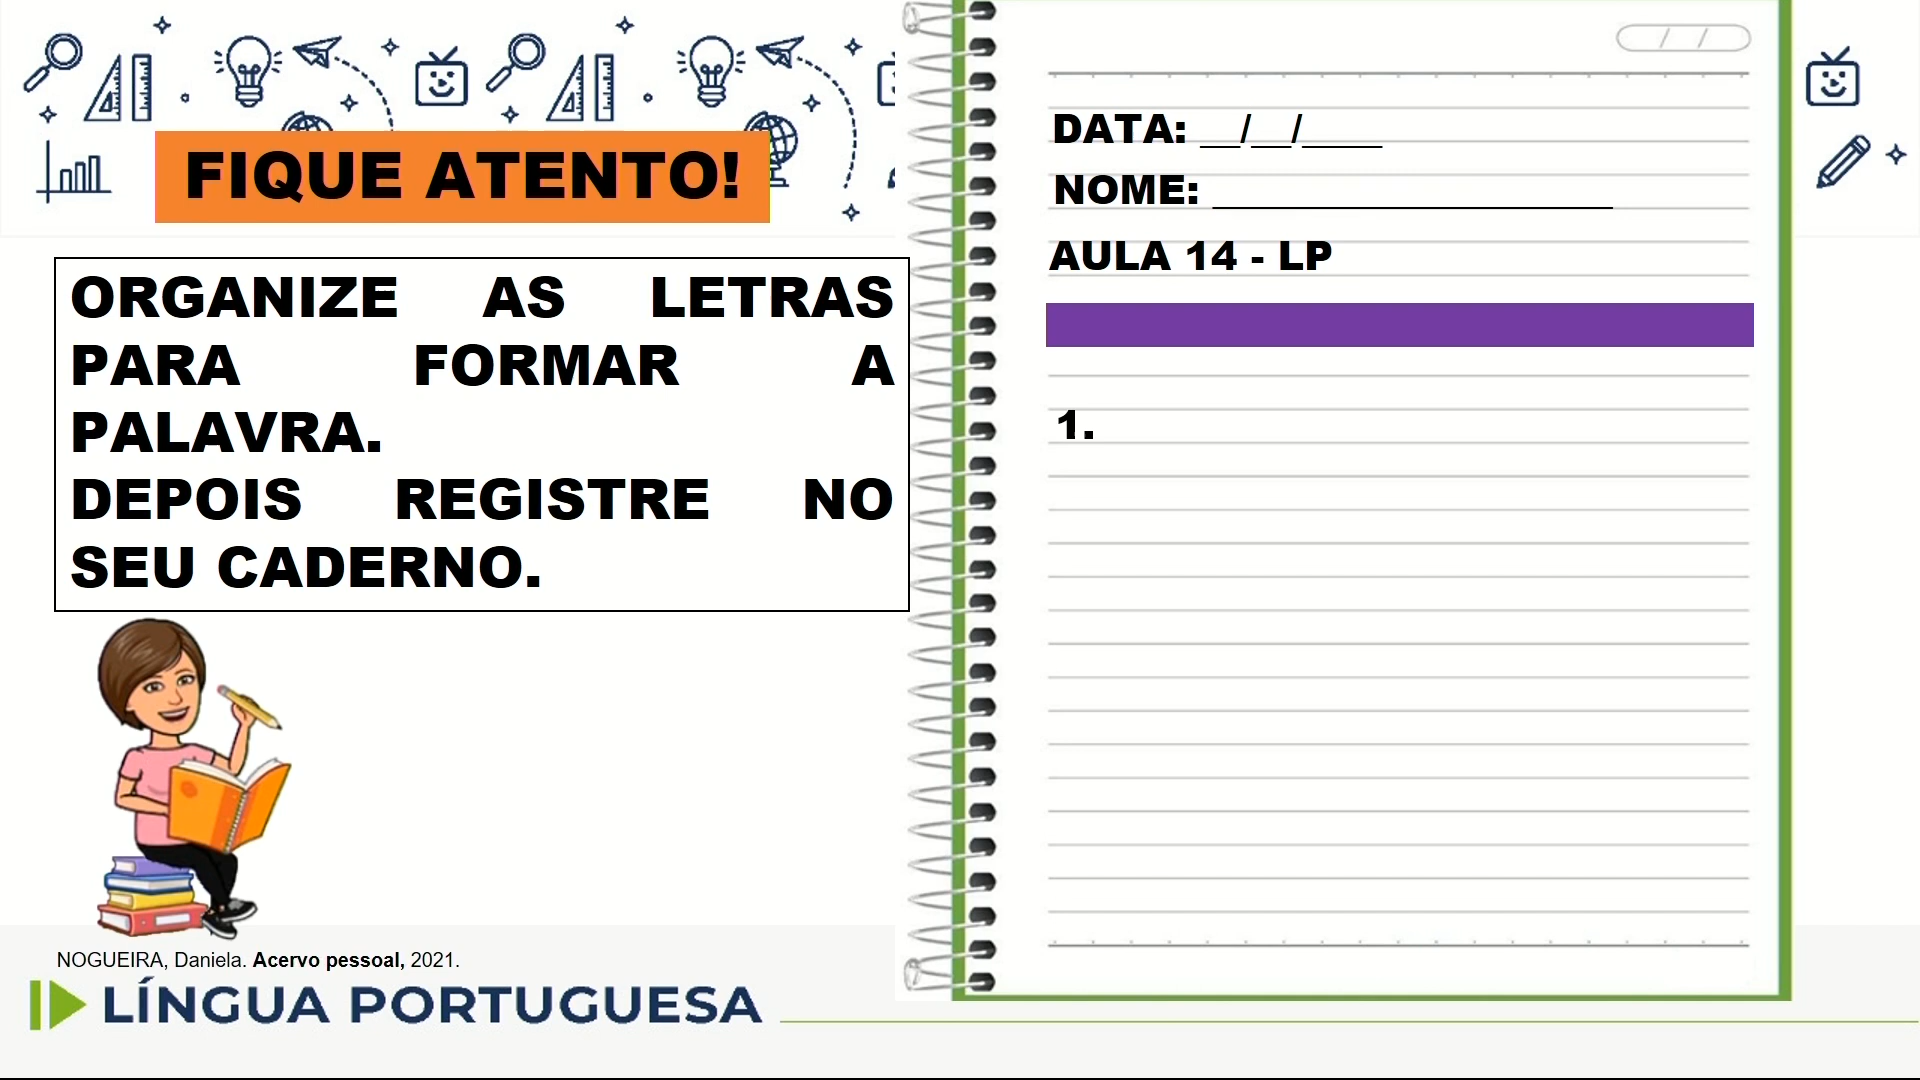 FIQUE ATENTO!
ORGANIZE AS LETRAS
PARA FORMAR A
PALAVRA.
DEPOIS REGISTRE NO
SEU CADERNO.
NOGUEIRA, Daniela. Acervo pessoal, 2021.
LÍNGUA PORTUGUESA
/ /
DATA: __/__/____
NOME: ____________________
AULA 14 - LP
1.